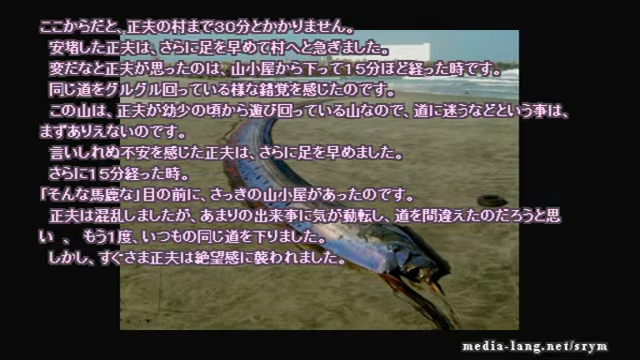 ここからだと、正夫の村まで30分とかかりません。
安堵した正夫は、さらに足を早めて村へと急ぎました。
変だなと正夫が思ったのは、山小屋から下って15分ほど経った時です。
同じ道をグルグル回っている様な錯覚を感じたのです。
この山は、正夫が幼少の頃から遊び回っている山なので、道に迷うなどという事は、
まずありえないのです。
言いしれぬ不安を感じた正夫は、さらに足を早めました。
さらに15分経った時。
「そんな馬鹿な」目の前に、さっきの山小屋があったのです。
正夫は混乱しましたが、あまりの出来事に気が動転し、道を間違えたのだろうと思
い 、 もう1度、いつもの同じ道を下りました。
しかし、すぐさま正夫は絶望感に襲われました。
media-lang.net/srym